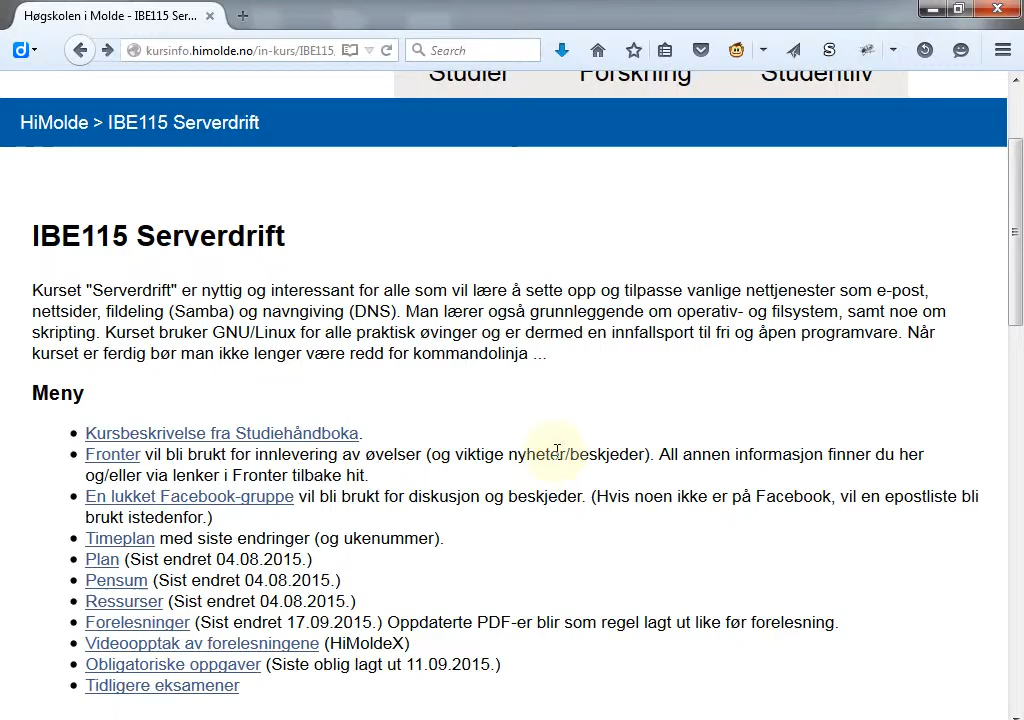 Høgskolen i Molde - IBE115 Ser...
kursinfo.himolde.no/in-kurs/IBE115,
Search
Studier Forskning Studentliv
HiMolde > IBE115 Serverdrift
IBE115 Serverdrift
Kurset "Serverdrift" er nyttig og interessant for alle som vil lære å sette opp og tilpasse vanlige nettjenester som e-post,
nettsider, fildeling (Samba) og navngiving (DNS). Man lærer også grunnleggende om operativ- og filsystem, samt noe om
skripting. Kurset bruker GNU/Linux for alle praktisk øvinger og er dermed en innfallsport til fri og åpen programvare. Når
kurset er ferdig bør man ikke lenger være redd for kommandolinja ...
Meny
Kursbeskrivelse fra Studiehåndboka.
Fronter vil bli brukt for innlevering av øvelser (og viktige nyheter/beskjeder). All annen informasjon finner du her
og/eller via lenker i Fronter tilbake hit.
En lukket Facebook-gruppe vil bli brukt for diskusjon og beskjeder. (Hvis noen ikke er på Facebook, vil en epostliste bli
brukt istedenfor.)
Timeplan med siste endringer (og ukenummer).
Plan (Sist endret 04.08.2015.)
Pensum (Sist endret 04.08.2015.)
Ressurser (Sist endret 04.08.2015.)
Forelesninger (Sist endret 17.09.2015.) Oppdaterte PDF-er blir som regel lagt ut like før forelesning.
Videoopptak av forelesningene (HiMoldeX)
Obligatoriske oppgaver (Siste oblig lagt ut 11.09.2015.)
Tidligere eksamener